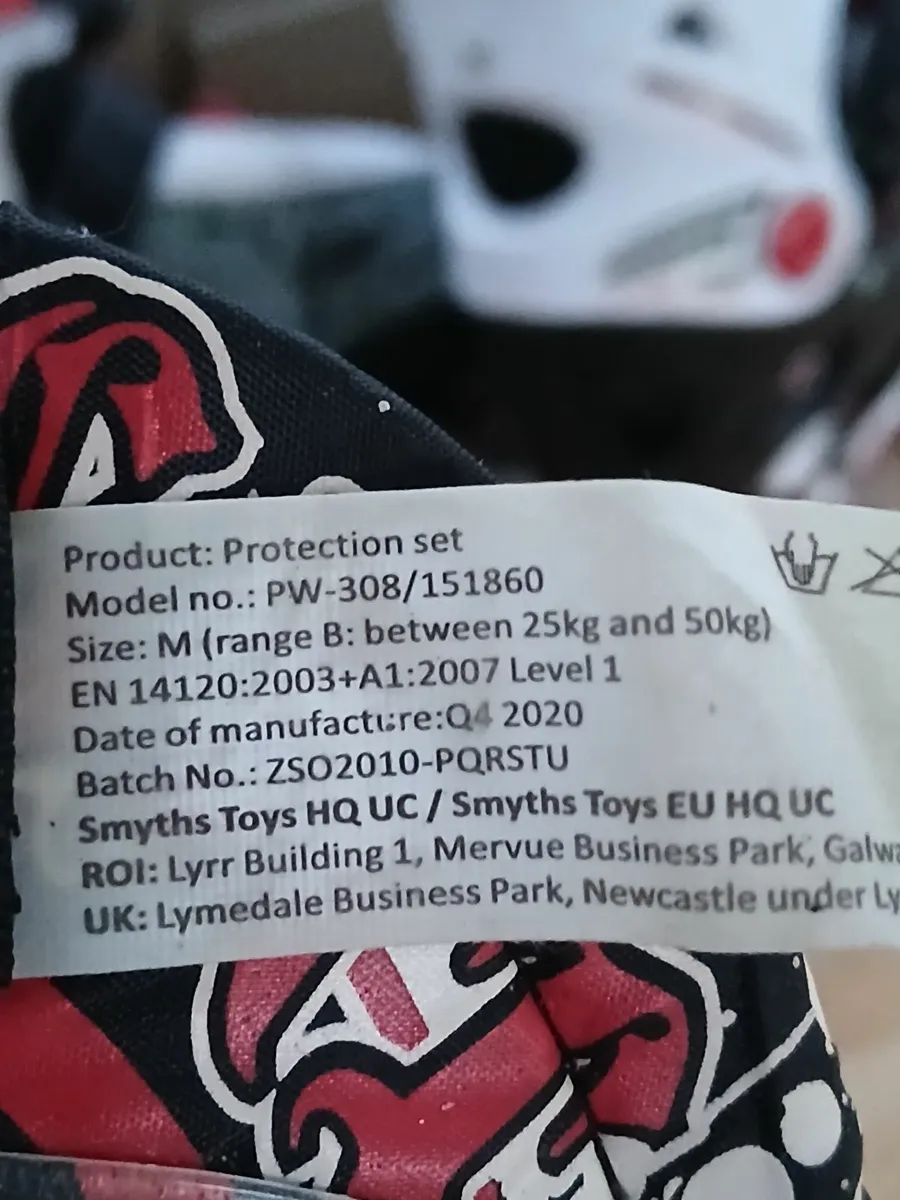 Product: Protection set
Model no.: PW-308/151860
Size: M (range B: between 25kg and 50kg)
EN 14120:2003+A1:2007 Level 1
Date of manufacture:Q4 2020
Batch No.: ZSO2010-PQRSTU
Smyths Toys HQ UC / Smyths Toys EU HQ UC
ROI: Lyrr Building 1, Mervue Business Park, Galwa
UK: Lymedale Business Park, Newcastle under Ly